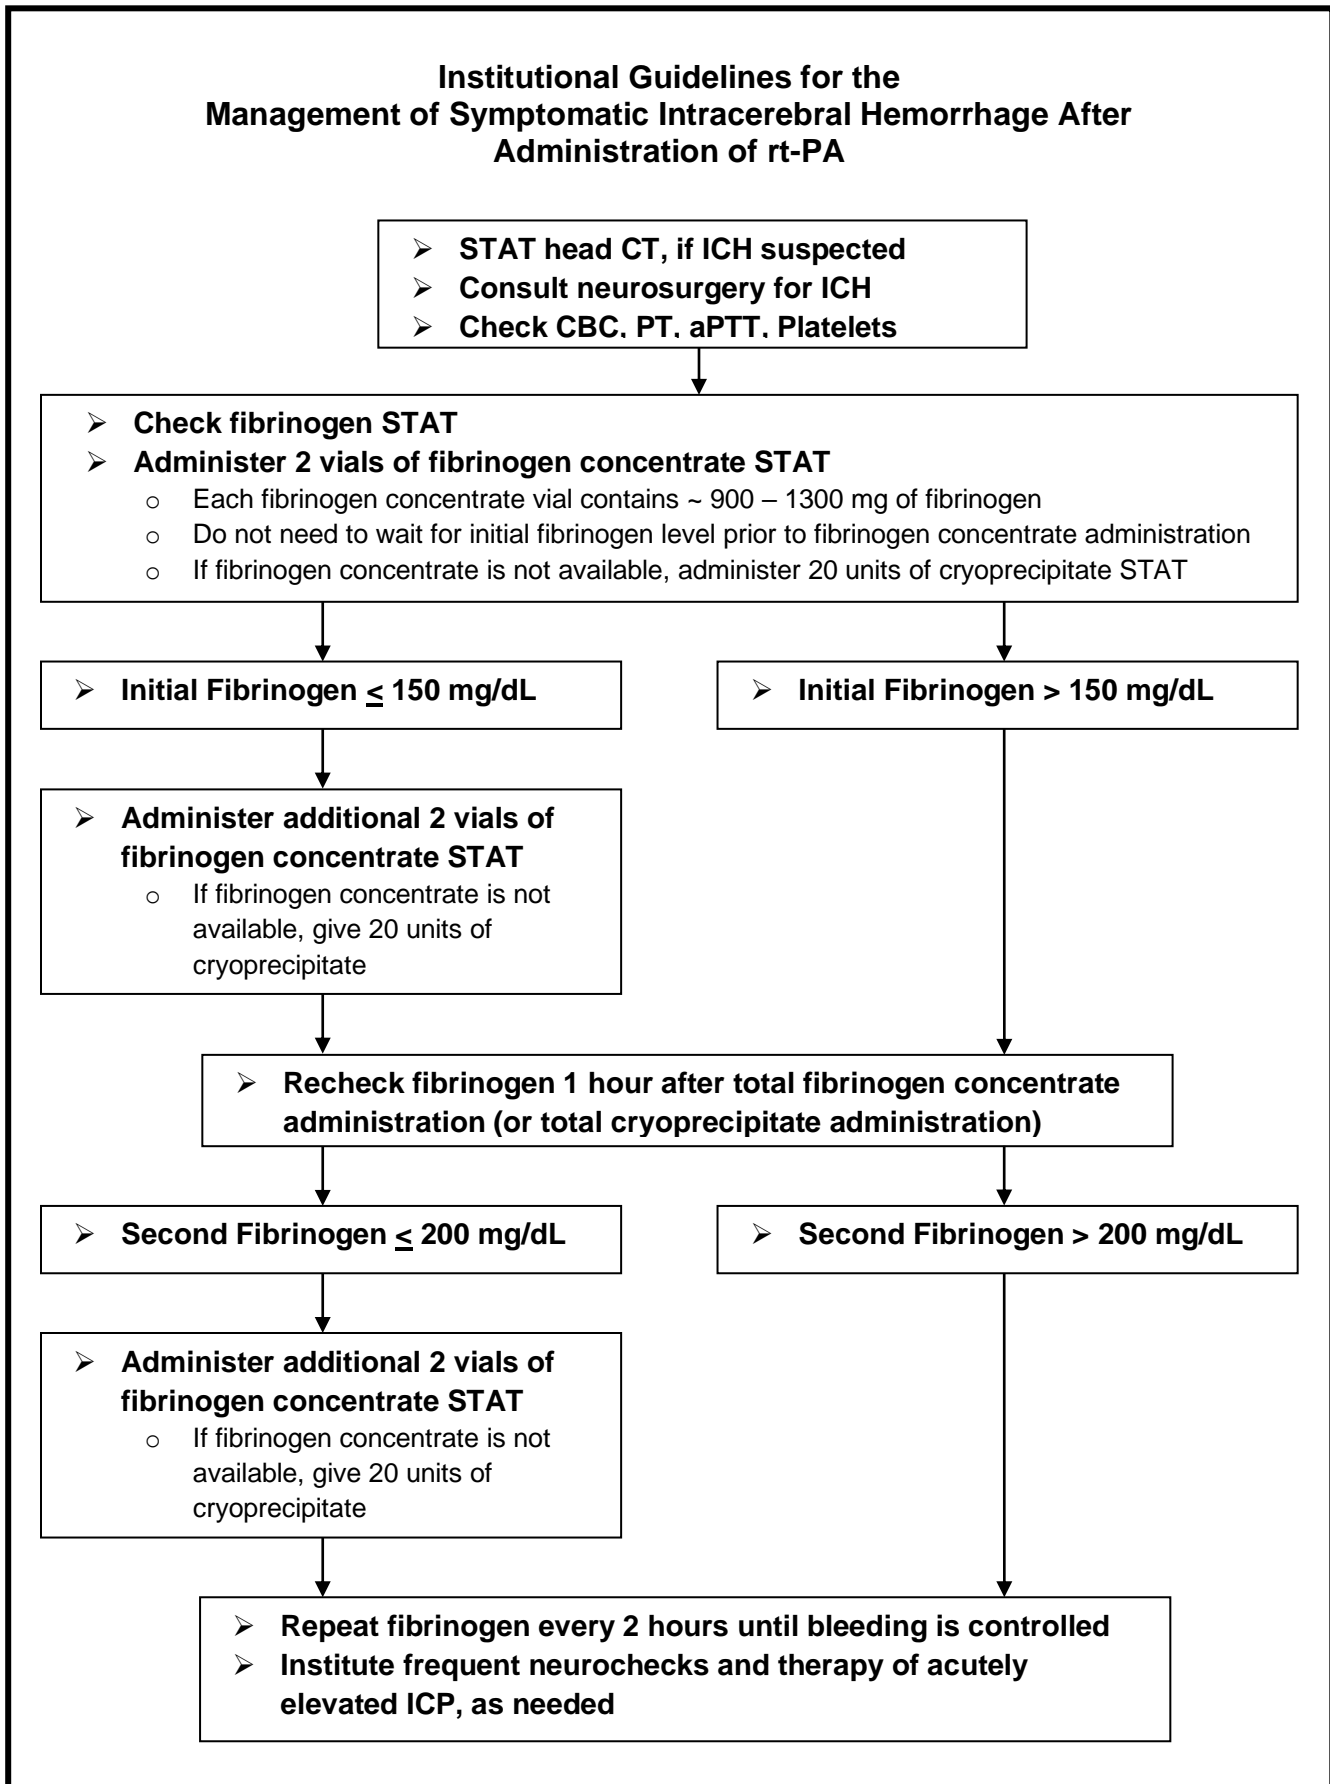 Institutional Guidelines for the
Management of Symptomatic Intracerebral Hemorrhage After
Administration of rt-PA
➢ STAT head CT, if ICH suspected
➢ Consult neurosurgery for ICH
➢ Check CBC, PT, aPTT, Platelets
➢ Check fibrinogen STAT
➢ Administer 2 vials of fibrinogen concentrate STAT
o Each fibrinogen concentrate vial contains ~ 900 – 1300 mg of fibrinogen
o Do not need to wait for initial fibrinogen level prior to fibrinogen concentrate administration
o If fibrinogen concentrate is not available, administer 20 units of cryoprecipitate STAT
➢ Initial Fibrinogen ≤ 150 mg/dL
➢ Initial Fibrinogen > 150 mg/dL
➢ Administer additional 2 vials of
fibrinogen concentrate STAT
o If fibrinogen concentrate is not
available, give 20 units of
cryoprecipitate
➢ Recheck fibrinogen 1 hour after total fibrinogen concentrate
administration (or total cryoprecipitate administration)
➢ Second Fibrinogen ≤ 200 mg/dL
➢ Second Fibrinogen > 200 mg/dL
➢ Administer additional 2 vials of
fibrinogen concentrate STAT
o If fibrinogen concentrate is not
available, give 20 units of
cryoprecipitate
➢ Repeat fibrinogen every 2 hours until bleeding is controlled
➢ Institute frequent neurochecks and therapy of acutely
elevated ICP, as needed